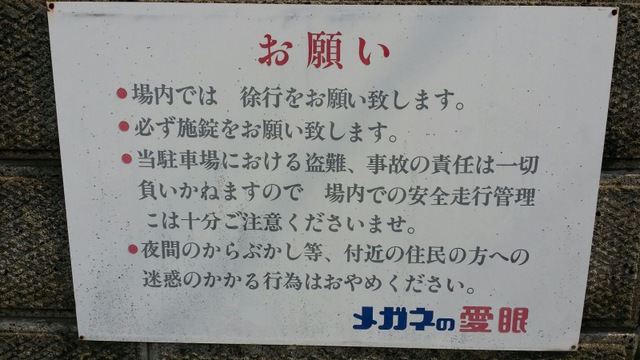 お願い
●場内では 徐行をお願い致します。
●必ず施錠をお願い致します。
●当駐車場における盗難、事故の責任は一切
負いかねますので 場内での安全走行管理
には十分ご注意くださいませ。
●夜間のからぶかし等、付近の住民の方への
迷惑のかかる行為はおやめください。
メガネの愛眼